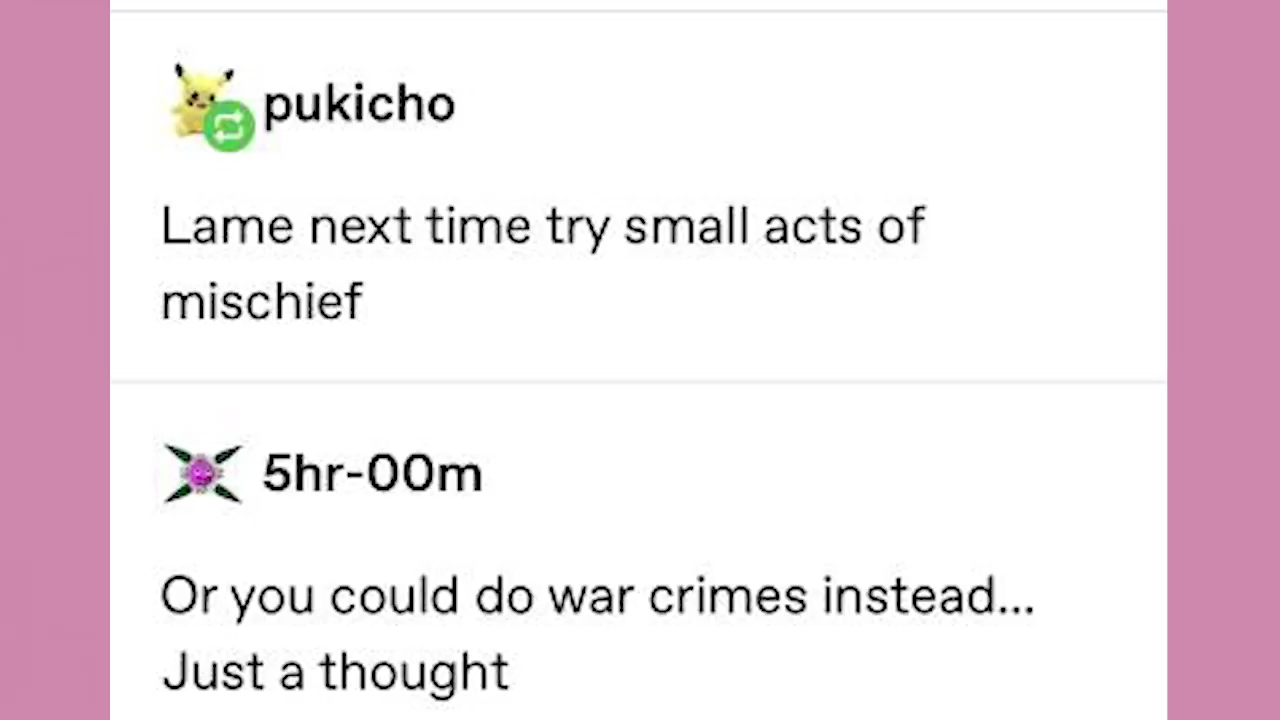 pukicho
Lame next time try small acts of
mischief
5hr-00m
Or you could do war crimes instead...
Just a thought